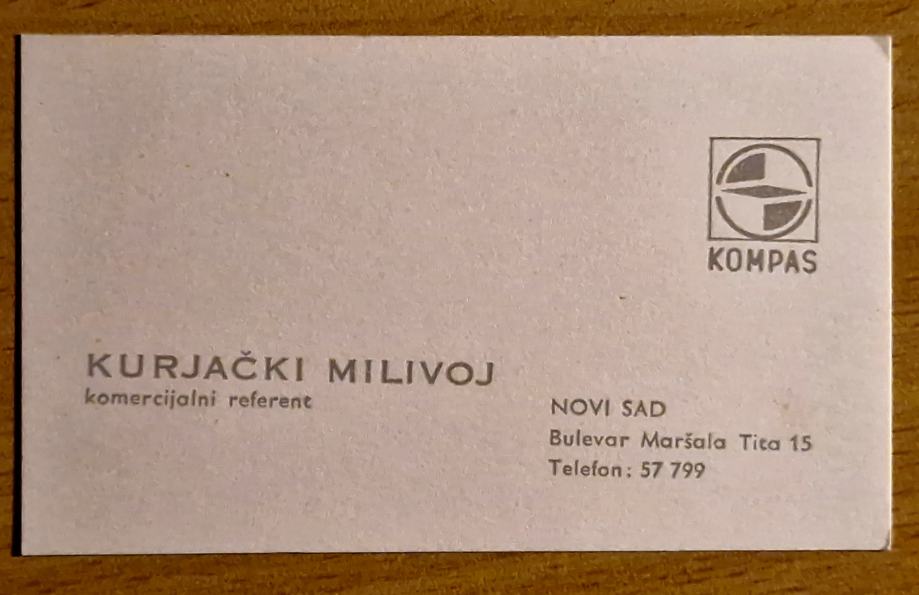 KOMPAS
KURJAČKI MILIVOJ
komercijalni referent
NOVI SAD
Bulevar Maršala Tita 15
Telefon: 57 799